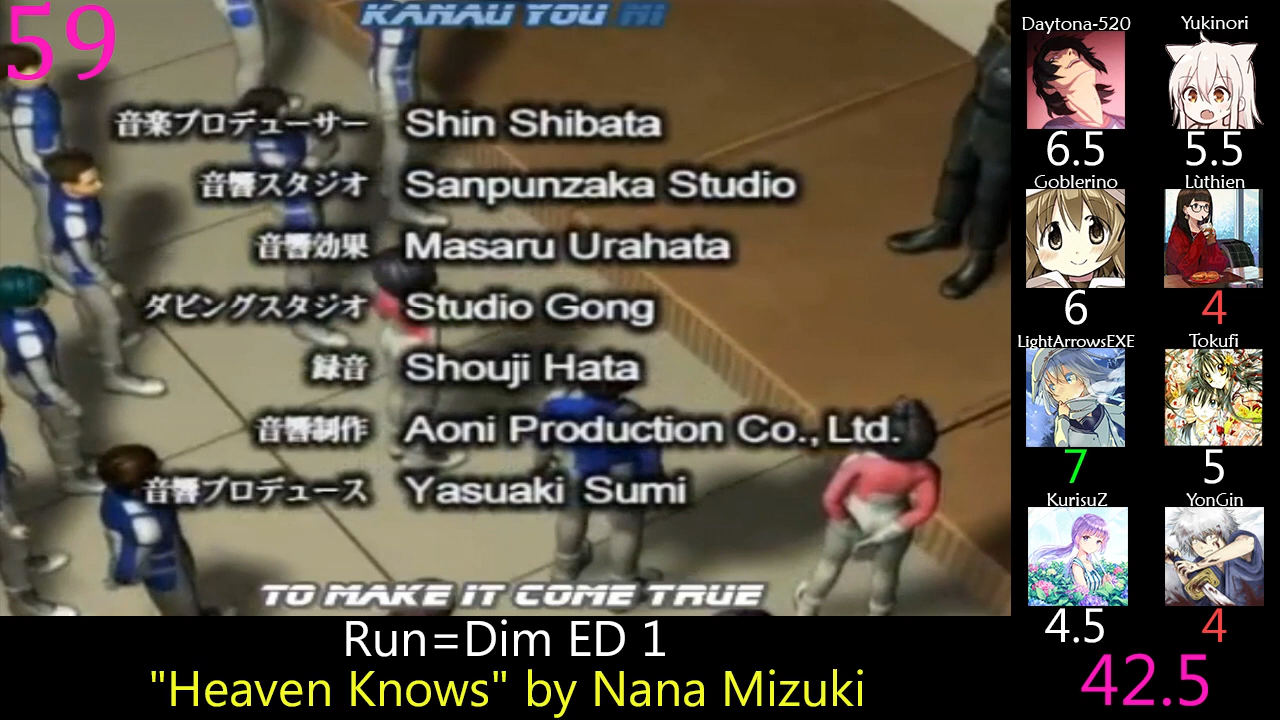 59
KANAU YOU NI
音楽プロデューサー Shin Shibata
音響スタジオ Sanpunzaka Studio
音響効果 Masaru Urahata
ダビングスタジオ Studio Gong
録音 Shouji Hata
音響制作 Aoni Production Co., Ltd.
音響プロデュース Yasuaki Sumi
TO MAKE IT COME TRUE
Run=Dim ED 1
"Heaven Knows" by Nana Mizuki
Daytona-520 Yukinori
6.5 5.5
Goblerino Lùthien
6 4
LightArrowsEXE Tokufi
7 5
KurisuZ YonGin
4.5 4
42.5